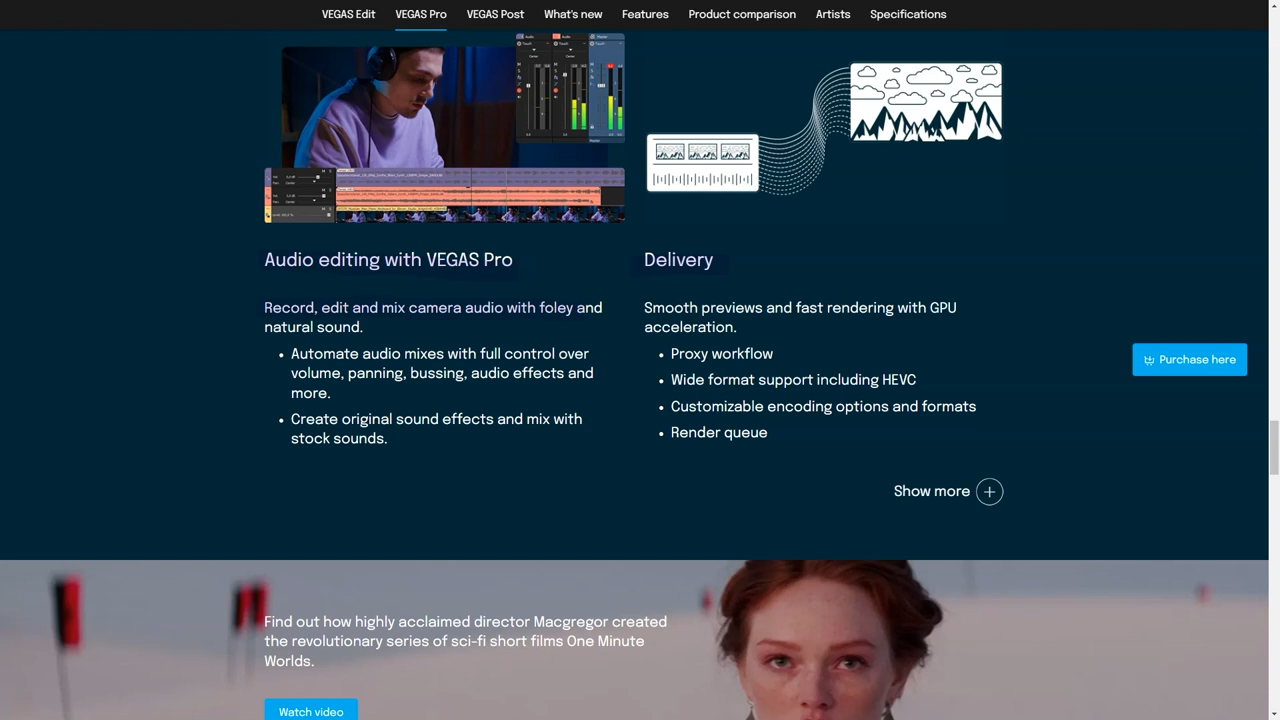 VEGAS Edit
VEGAS Pro
VEGAS Post
What's new
Features
Product comparison
Artists
Specifications
Audio editing with VEGAS Pro
Record, edit and mix camera audio with foley and
natural sound.
• Automate audio mixes with full control over
volume, panning, bussing, audio effects and
more.
• Create original sound effects and mix with
stock sounds.
Delivery
Smooth previews and fast rendering with GPU
acceleration.
• Proxy workflow
• Wide format support including HEVC
• Customizable encoding options and formats
• Render queue
Show more
Purchase here
Find out how highly acclaimed director Macgregor created
the revolutionary series of sci-fi short films One Minute
Worlds.
Watch video